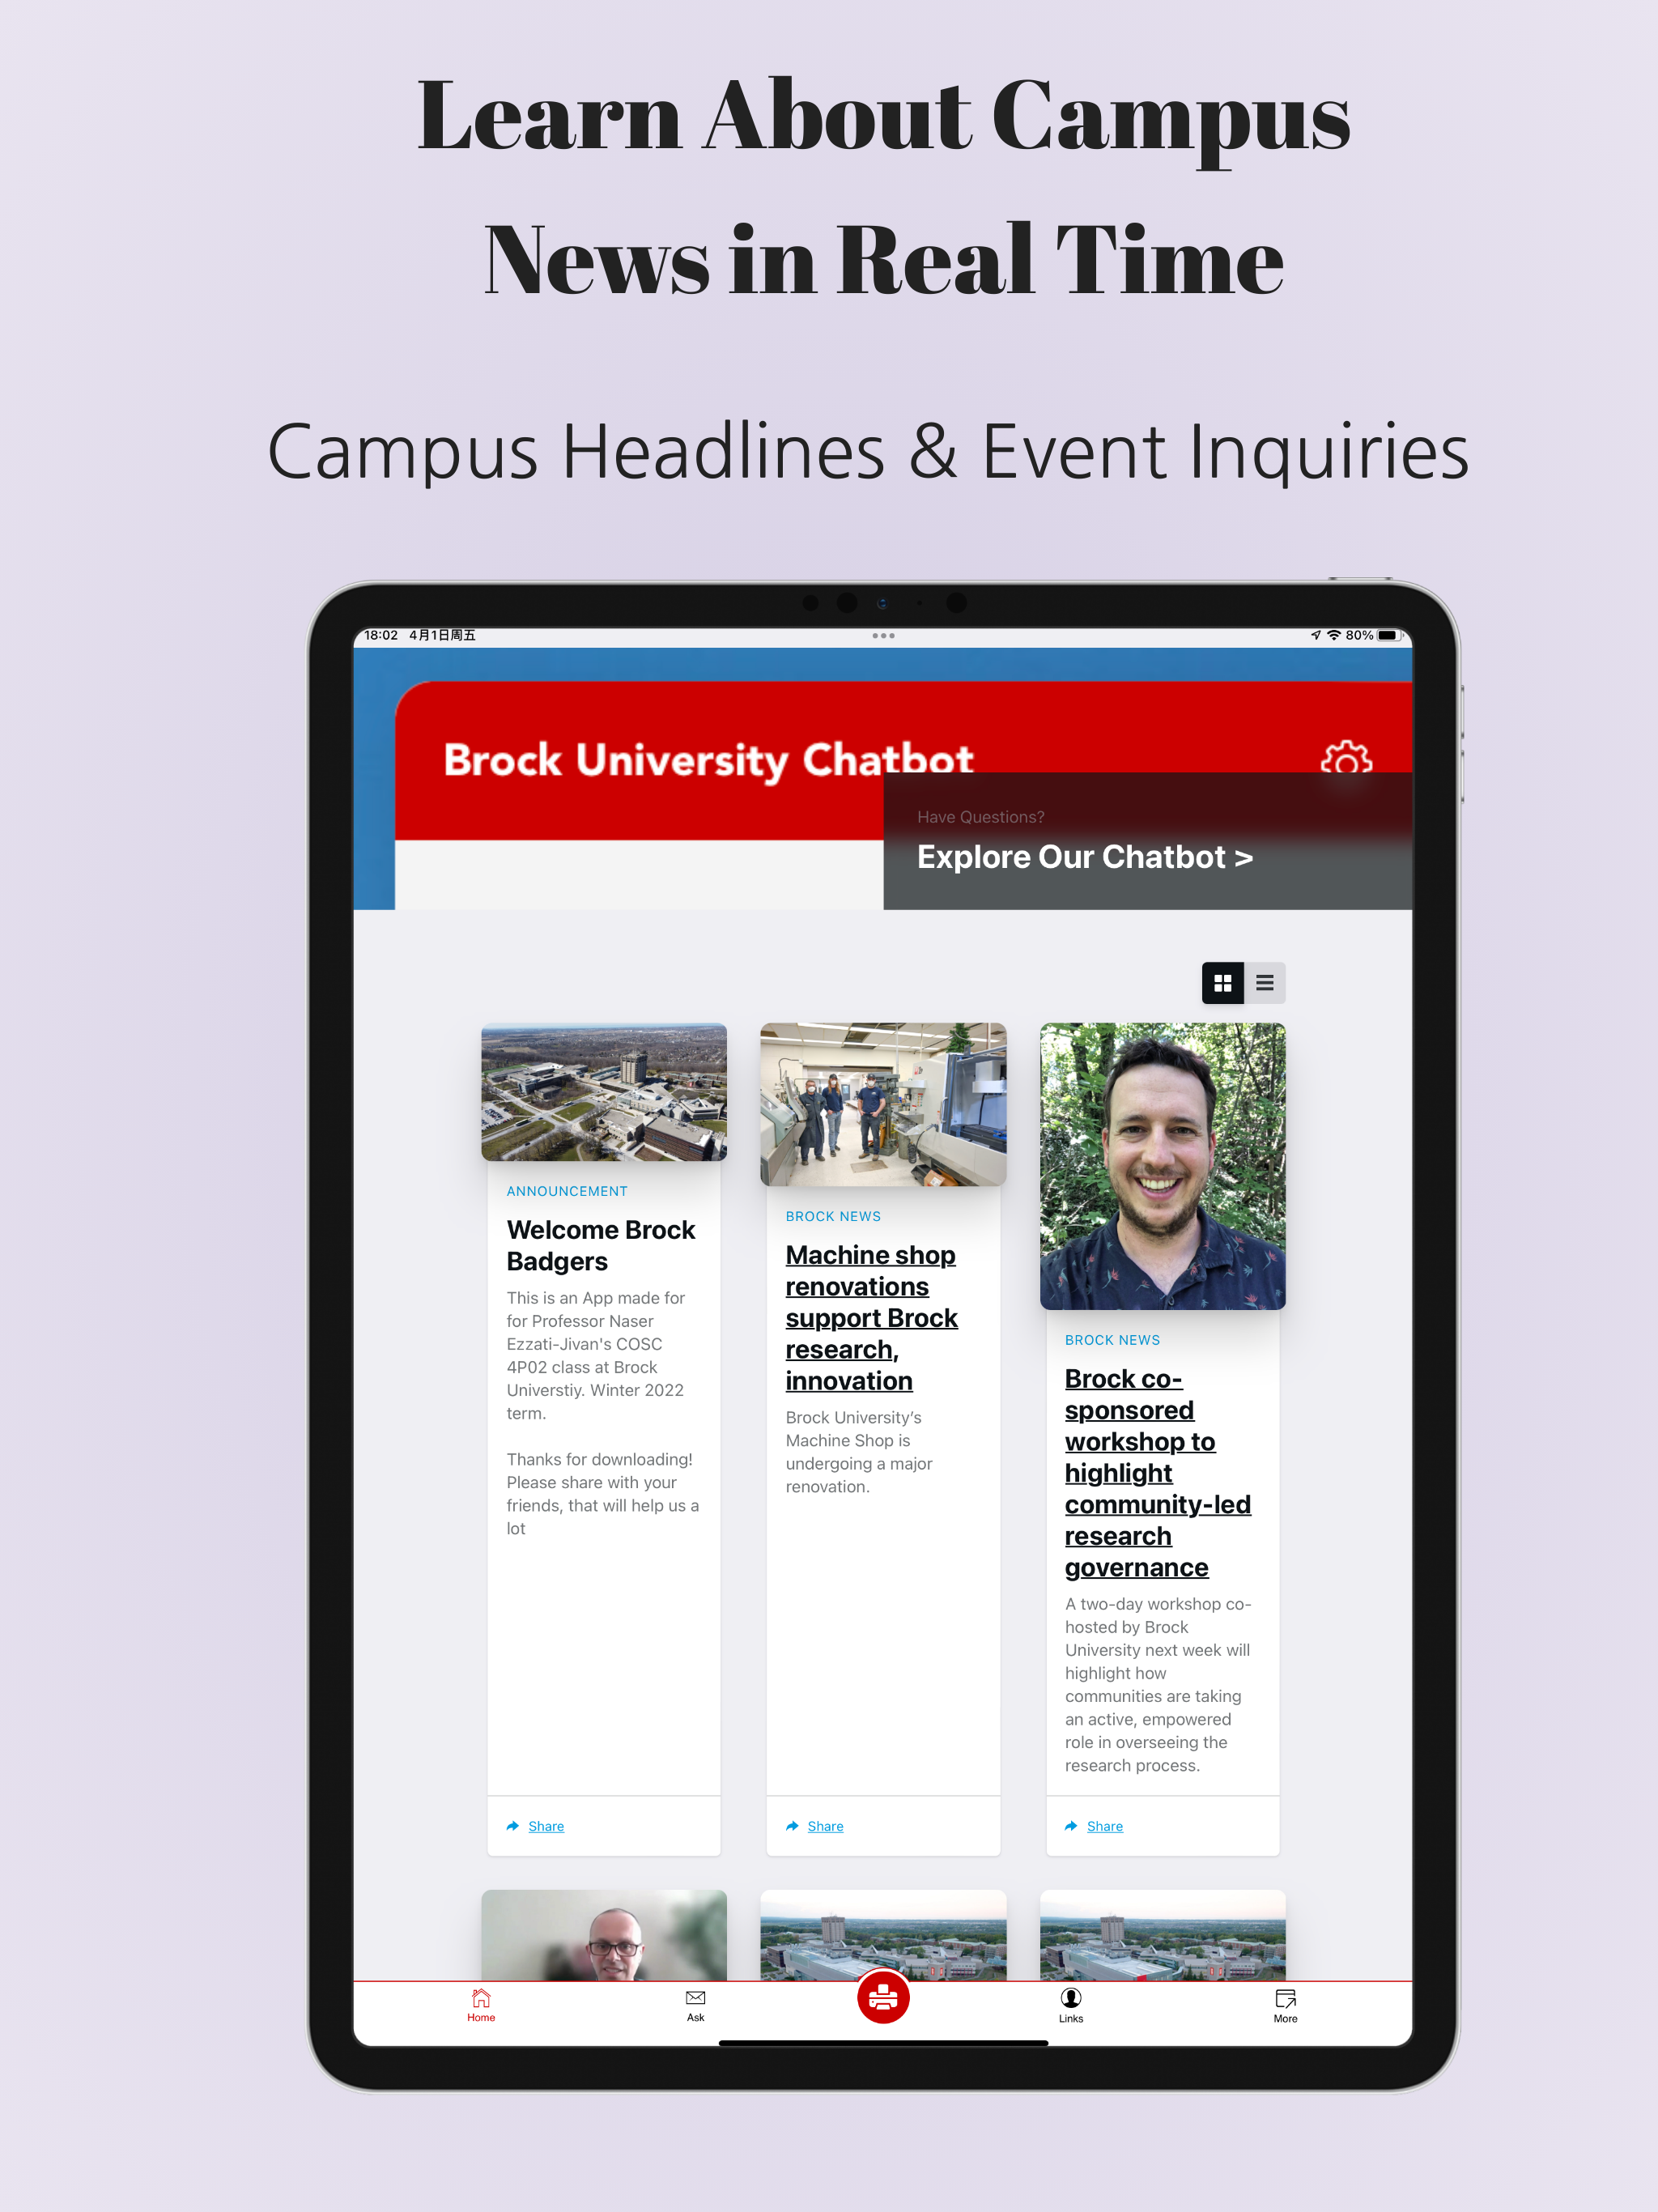 Learn About Campus
News in Real Time
Campus Headlines & Event Inquiries
18:02 4月1日周五
80%
Brock University Chatbot
Have Questions?
Explore Our Chatbot >
ANNOUNCEMENT
Welcome Brock
Badgers
This is an App made for
for Professor Naser
Ezzati-Jivan's COSC
4P02 class at Brock
Universtiy. Winter 2022
term.
Thanks for downloading!
Please share with your
friends, that will help us a
lot
Share
BROCK NEWS
Machine shop
renovations
support Brock
research,
innovation
Brock University’s
Machine Shop is
undergoing a major
renovation.
Share
BROCK NEWS
Brock co-
sponsored
workshop to
highlight
community-led
research
governance
A two-day workshop co-
hosted by Brock
University next week will
highlight how
communities are taking
an active, empowered
role in overseeing the
research process.
Share
Home
Ask
Links
More